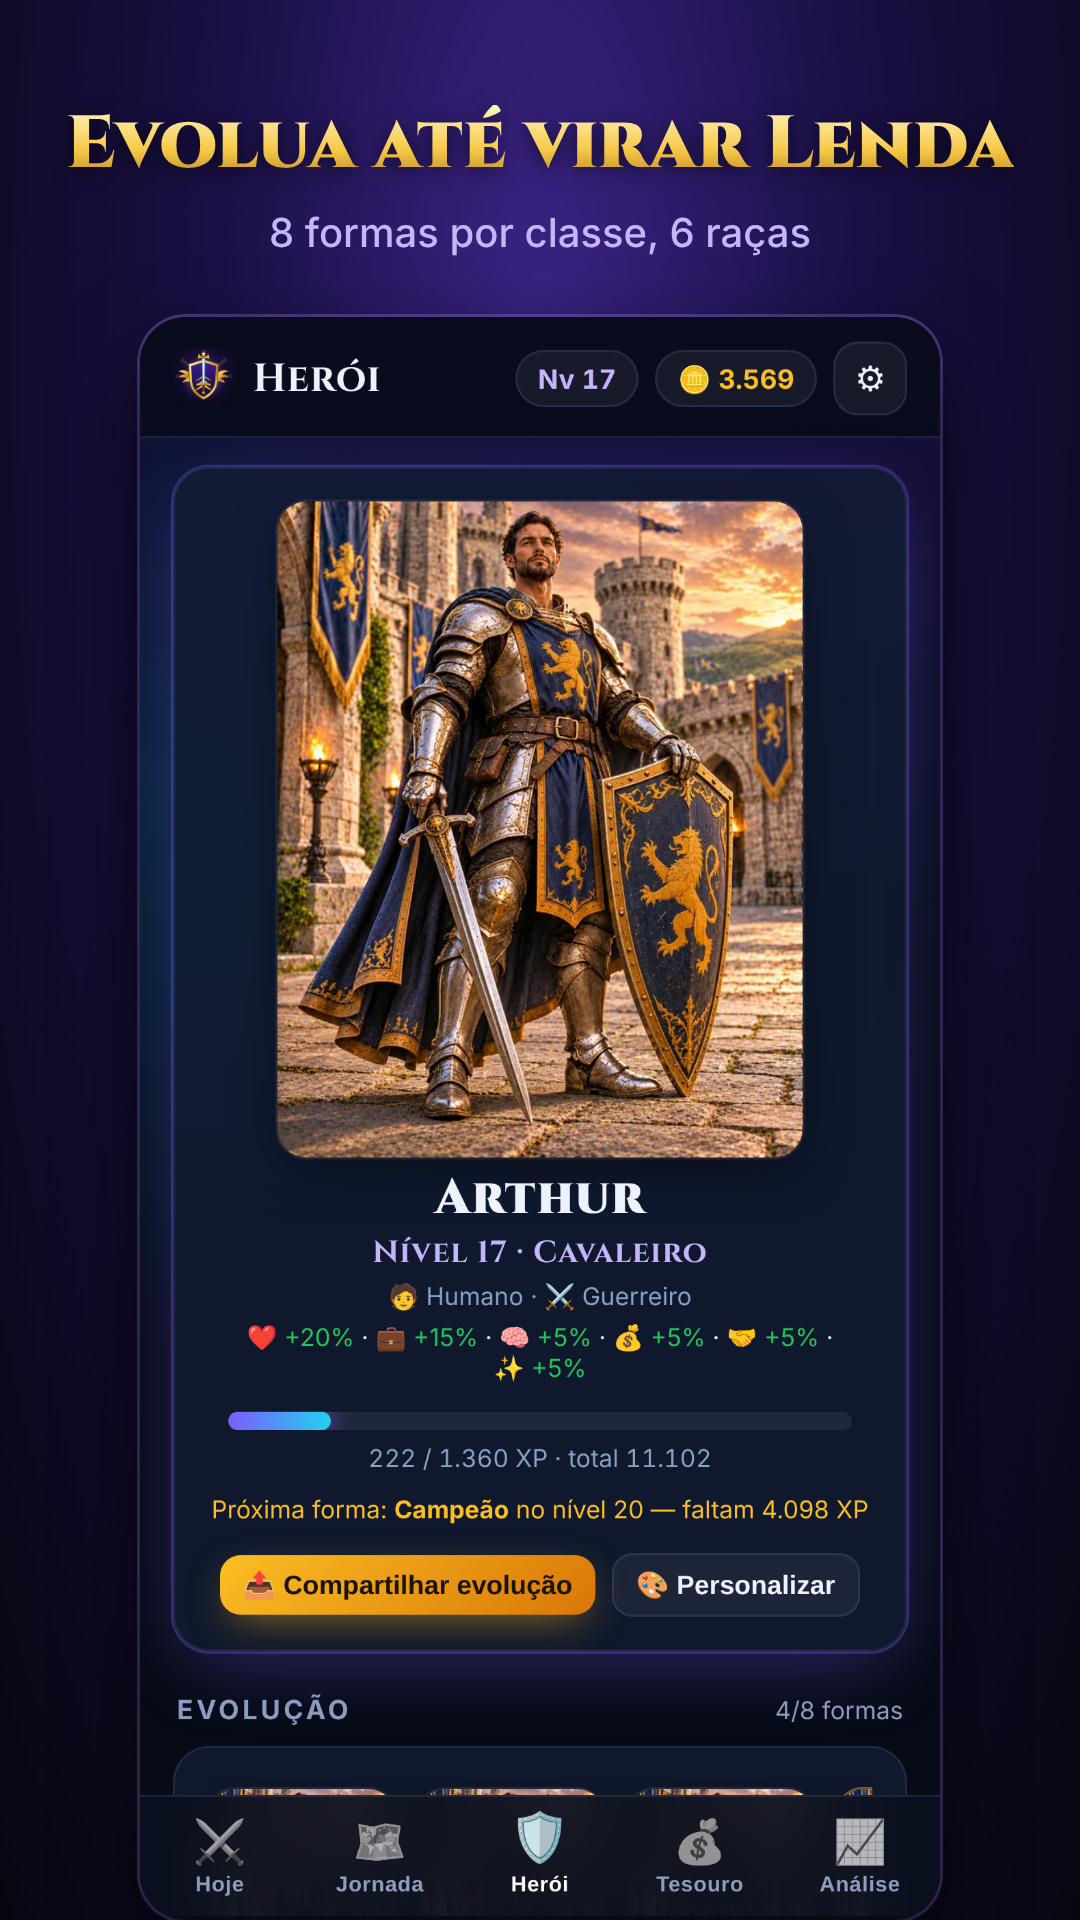 Evolua até virar Lenda
8 formas por classe, 6 raças
Herói
Nv 17
3.569
Arthur
Nível 17 · Cavaleiro
Humano · Guerreiro
+20% · +15% · +5% · +5% · +5% ·
+5%
222 / 1.360 XP · total 11.102
Próxima forma: Campeão no nível 20 — faltam 4.098 XP
Compartilhar evolução
Personalizar
EVOLUÇÃO
4/8 formas
Hoje
Jornada
Herói
Tesouro
Análise